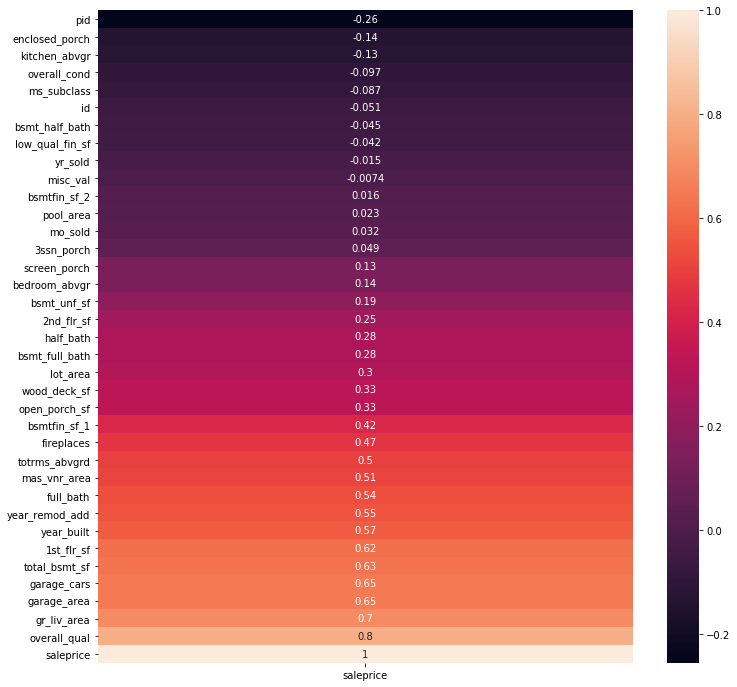 pid -0.26
enclosed_porch -0.14
kitchen_abvgr -0.13
overall_cond -0.097
ms_subclass -0.087
id -0.051
bsmt_half_bath -0.045
low_qual_fin_sf -0.042
yr_sold -0.015
misc_val -0.0074
bsmtfin_sf_2 0.016
pool_area 0.023
mo_sold 0.032
3ssn_porch 0.049
screen_porch 0.13
bedroom_abvgr 0.14
bsmt_unf_sf 0.19
2nd_flr_sf 0.25
half_bath 0.28
bsmt_full_bath 0.28
lot_area 0.3
wood_deck_sf 0.33
open_porch_sf 0.33
bsmtfin_sf_1 0.42
fireplaces 0.47
totrms_abvgrd 0.5
mas_vnr_area 0.51
full_bath 0.54
year_remod_add 0.55
year_built 0.57
1st_flr_sf 0.62
total_bsmt_sf 0.63
garage_cars 0.65
garage_area 0.65
gr_liv_area 0.7
overall_qual 0.8
saleprice 1
saleprice
1.0
0.8
0.6
0.4
0.2
0.0
−0.2